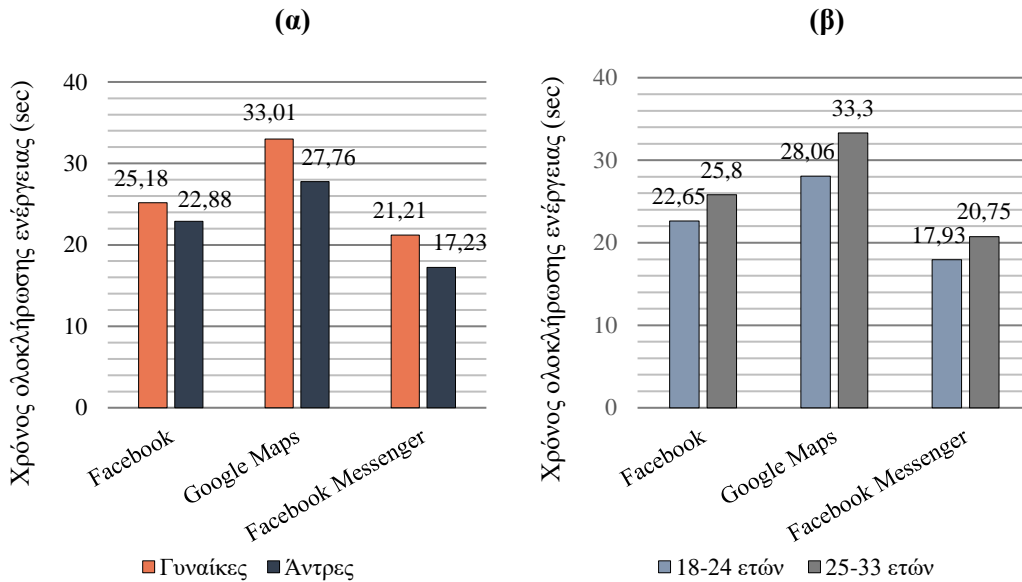 (α)
Χρόνος ολοκλήρωσης ενέργειας (sec)
40
30
20
10
0
25,18
22,88
33,01
27,76
21,21
17,23
Facebook
Google Maps
Facebook Messenger
Γυναίκες
Άντρες
(β)
Χρόνος ολοκλήρωσης ενέργειας (sec)
40
30
20
10
0
22,65
25,8
28,06
33,3
17,93
20,75
Facebook
Google Maps
Facebook Messenger
18-24 ετών
25-33 ετών